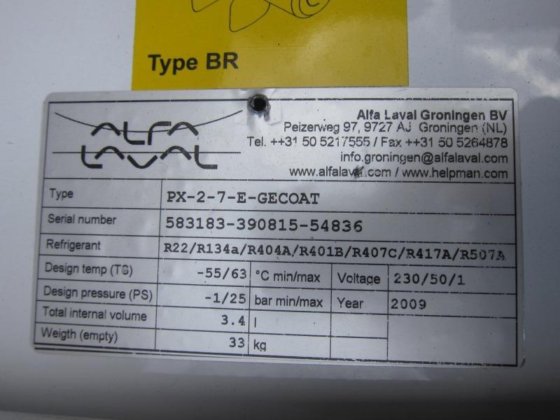 Type BR
ALFA
LAVAL
Alfa Laval Groningen BV
Peizerweg 97, 9727 AJ Groningen (NL)
Tel. ++31 50 5217555 / Fax ++31 50 5264878
info.groningen@alfalaval.com
www.alfalaval.com / www.helpman.com
Type PX-2-7-E-GECOAT
Serial number 583183-390815-54836
Refrigerant R22/R134a/R404A/R401B/R407C/R417A/R507A
Design temp (TS) -55/63 °C min/max Voltage 230/50/1
Design pressure (PS) -1/25 bar min/max Year 2009
Total internal volume 3.4 l
Weigth (empty) 33 kg